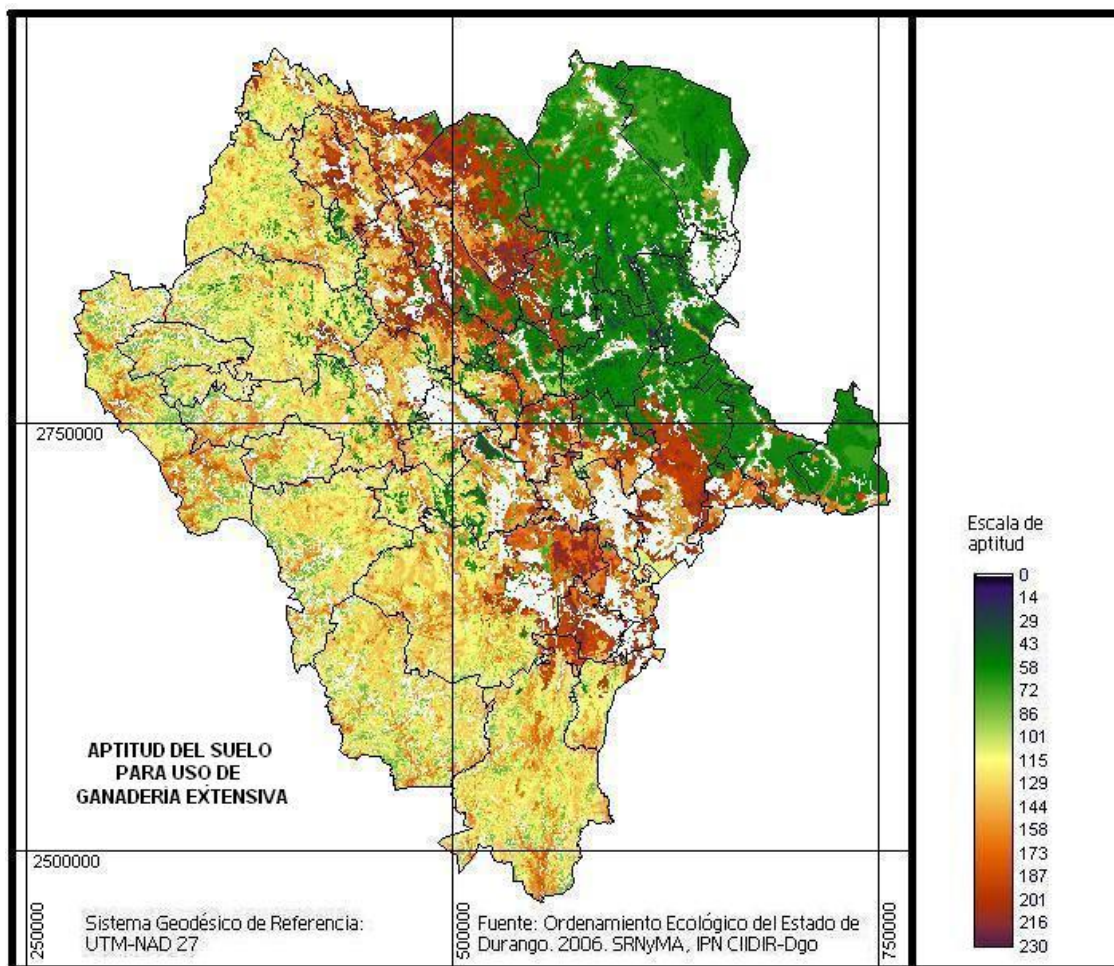 2750000
APTITUD DEL SUELO
PARA USO DE
GANADERÍA EXTENSIVA
2500000
250000
500000
750000
Sistema Geodésico de Referencia:
UTM-NAD 27
Fuente: Ordenamiento Ecológico del Estado de
Durango. 2006. SRNyMA, IPN CIIDIR-Dgo
Escala de
aptitud
0
14
29
43
58
72
86
101
115
129
144
158
173
187
201
216
230